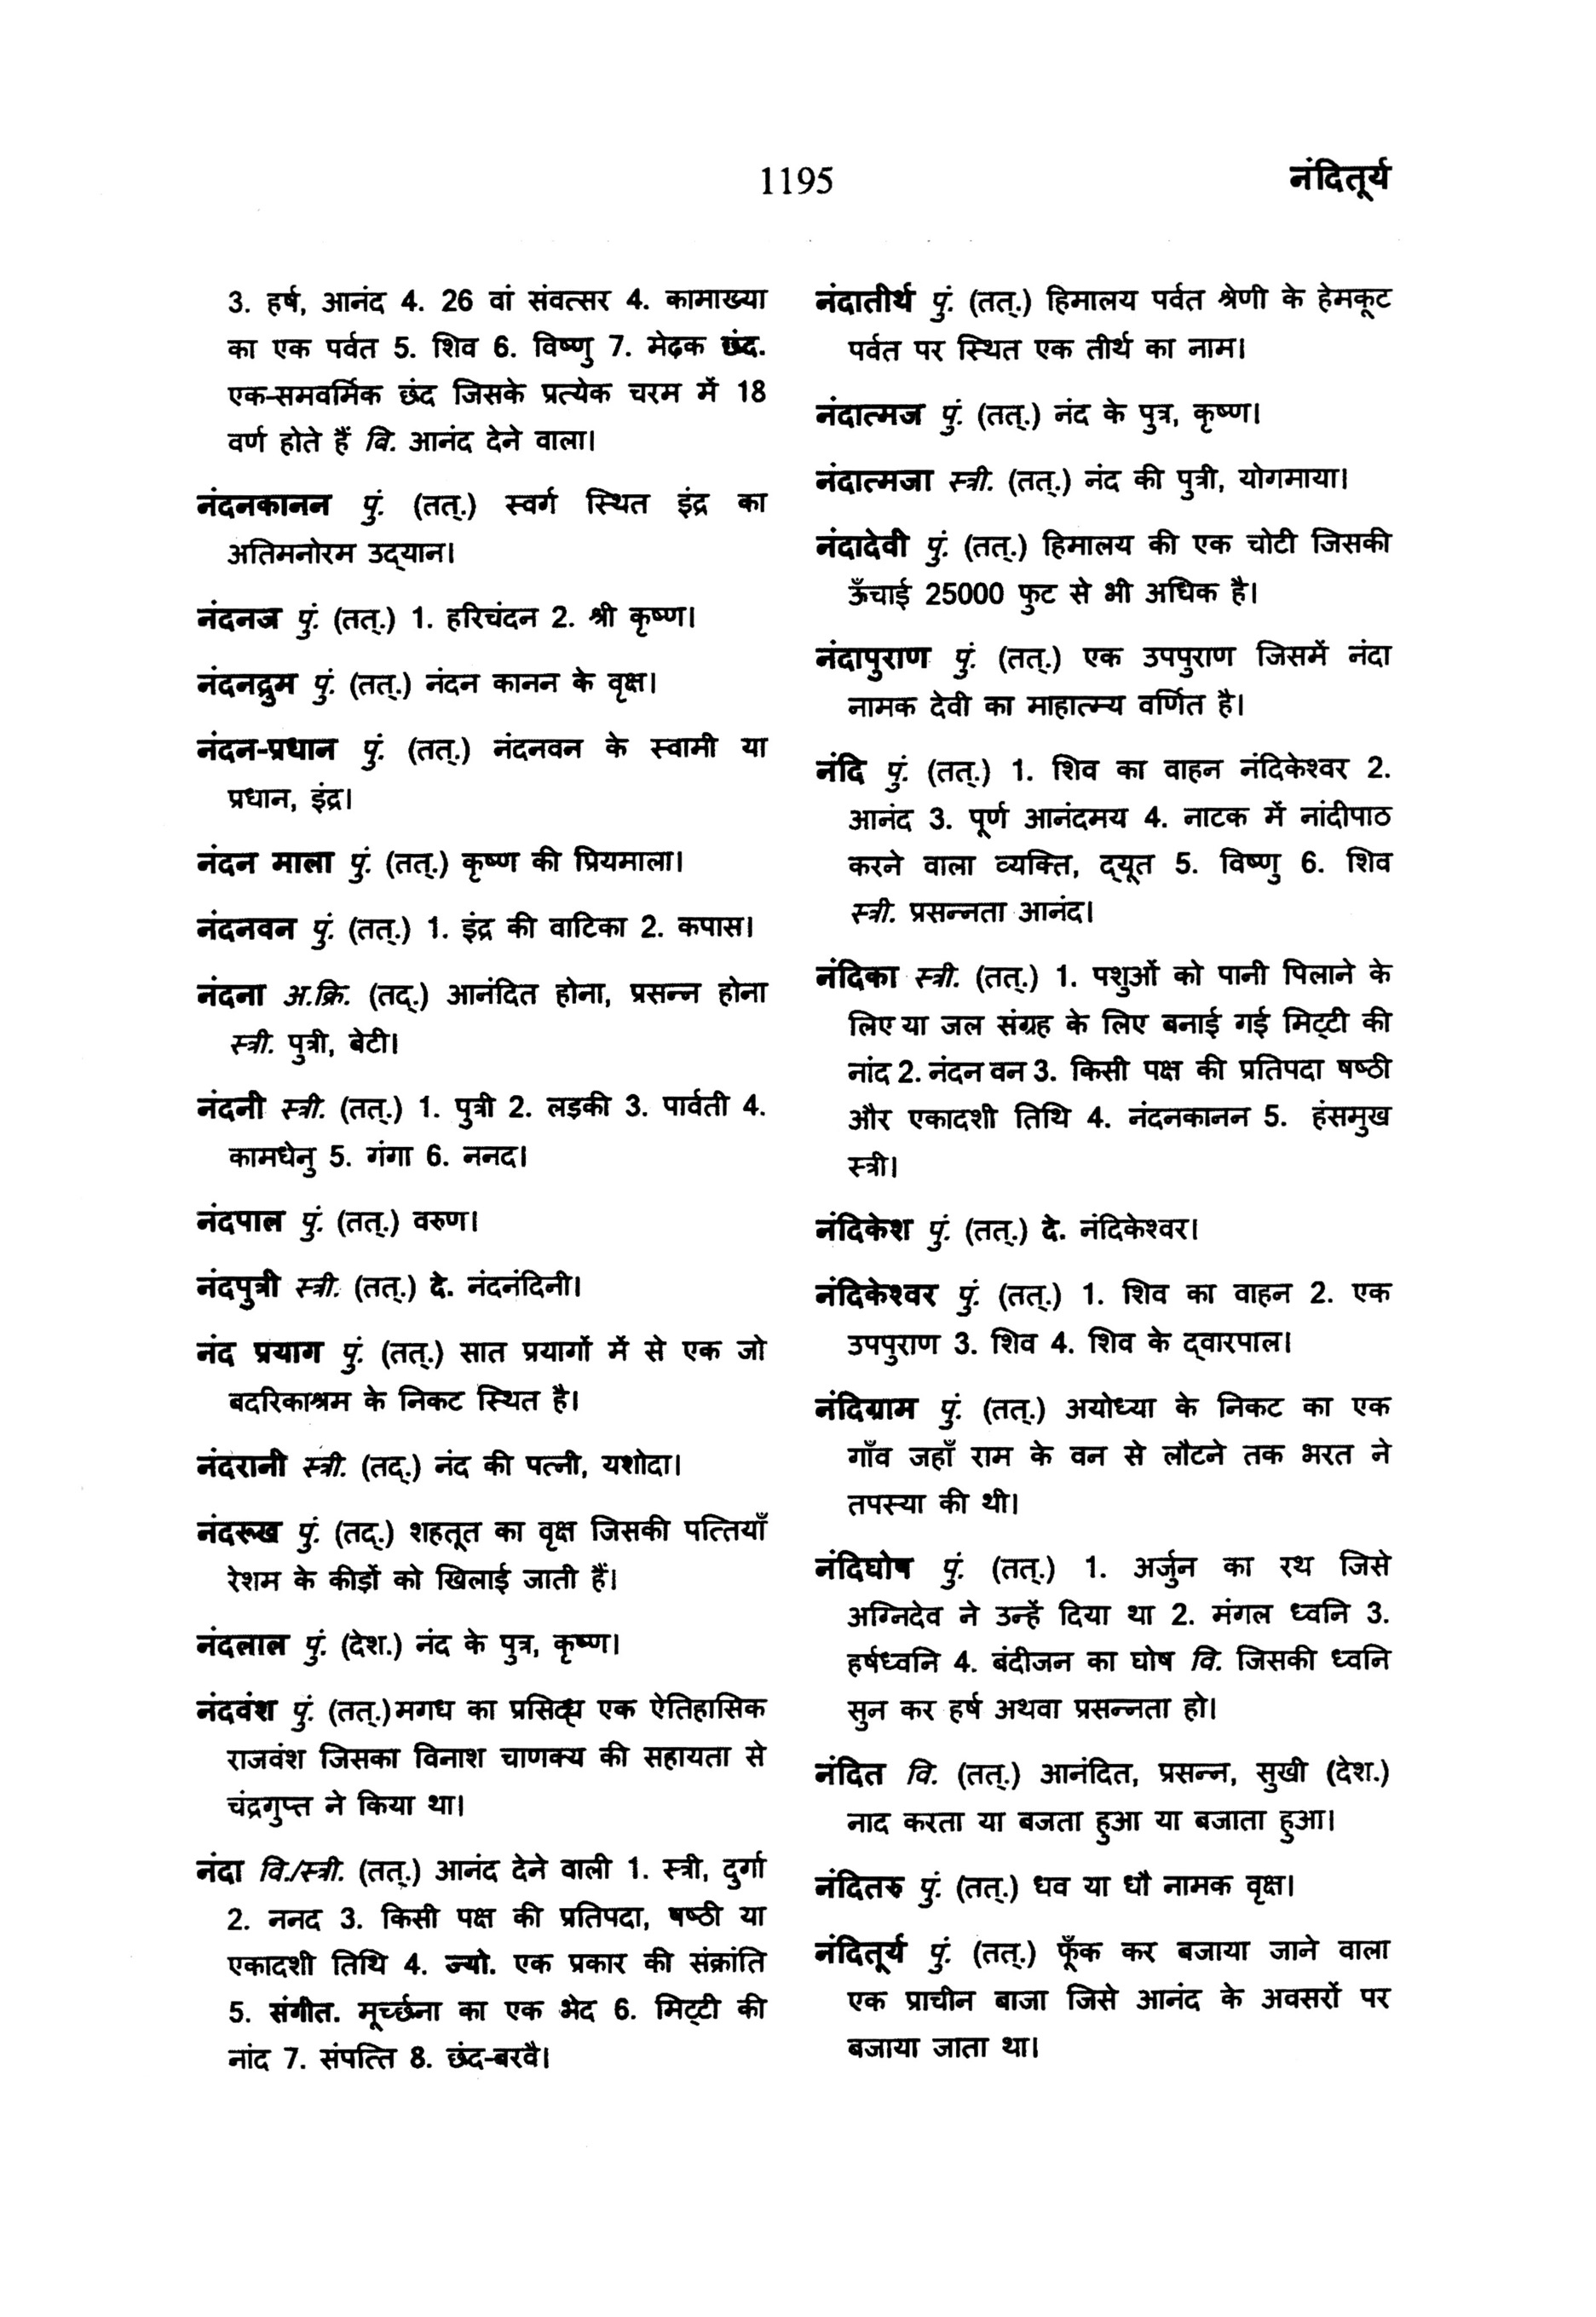 1195
नंदितूर्य
3. हर्ष, आनंद 4. 26 वां संवत्सर 4. कामाख्या
का एक पर्वत 5. शिव 6. विष्णु 7. मेढ़क छंद.
एक-समवर्मिक छंद जिसके प्रत्येक चरम में 18
वर्ण होते हैं वि. आनंद देने वाला।
नंदनकानन पुं. (तत्.) स्वर्ग स्थित इंद्र का
अतिमनोरम उद्‌यान।
नंदनज पुं. (तत्.) 1. हरिचंदन 2. श्री कृष्ण।
नंदनद्रुम पुं. (तत्.) नंदन कानन के वृक्ष।
नंदन-प्रधान पुं. (तत्.) नंदनवन के स्वामी या
प्रधान, इंद्र।
नंदन माला पुं. (तत्.) कृष्ण की प्रियमाला।
नंदनवन पुं. (तत्.) 1. इंद्र की वाटिका 2. कपास।
नंदना अ.क्रि. (तद्.) आनंदित होना, प्रसन्न होना
स्त्री. पुत्री, बेटी।
नंदनी स्त्री. (तत्.) 1. पुत्री 2. लड़की 3. पार्वती 4.
कामधेनु 5. गंगा 6. ननद।
नंदपाल पुं. (तत्.) वरुण।
नंदपुत्री स्त्री. (तत्.) दे. नंदनंदिनी।
नंद प्रयाग पुं. (तत्.) सात प्रयागों में से एक जो
बदरिकाश्रम के निकट स्थित है।
नंदरानी स्त्री. (तद्.) नंद की पत्नी, यशोदा।
नंदरूख पुं. (तद्.) शहतूत का वृक्ष जिसकी पत्तियाँ
रेशम के कीड़ों को खिलाई जाती हैं।
नंदलाल पुं. (देश.) नंद के पुत्र, कृष्ण।
नंदवंश पुं. (तत्.)मगध का प्रसिद्ध एक ऐतिहासिक
राजवंश जिसका विनाश चाणक्य की सहायता से
चंद्रगुप्त ने किया था।
नंदा वि./स्त्री. (तत्.) आनंद देने वाली 1. स्त्री, दुर्गा
2. ननद 3. किसी पक्ष की प्रतिपदा, षष्ठी या
एकादशी तिथि 4. ज्यो. एक प्रकार की संक्रांति
5. संगीत. मूर्च्छना का एक भेद 6. मिट्‌टी की
नांद 7. संपत्ति 8. छंद-बरवै।
नंदातीर्थ पुं. (तत्.) हिमालय पर्वत श्रेणी के हेमकूट
पर्वत पर स्थित एक तीर्थ का नाम।
नंदात्मज पुं. (तत्.) नंद के पुत्र, कृष्ण।
नंदात्मजा स्त्री. (तत्.) नंद की पुत्री, योगमाया।
नंदादेवी पुं. (तत्.) हिमालय की एक चोटी जिसकी
ऊँचाई 25000 फुट से भी अधिक है।
नंदापुराण पुं. (तत्.) एक उपपुराण जिसमें नंदा
नामक देवी का माहात्म्य वर्णित है।
नंदि पुं. (तत्.) 1. शिव का वाहन नंदिकेश्वर 2.
आनंद 3. पूर्ण आनंदमय 4. नाटक में नांदीपाठ
करने वाला व्यक्ति, द्‌यूत 5. विष्णु 6. शिव
स्त्री. प्रसन्नता आनंद।
नंदिका स्त्री. (तत्.) 1. पशुओं को पानी पिलाने के
लिए या जल संग्रह के लिए बनाई गई मिट्‌टी की
नांद 2. नंदन वन 3. किसी पक्ष की प्रतिपदा षष्ठी
और एकादशी तिथि 4. नंदनकानन 5. हंसमुख
स्त्री।
नंदिकेश पुं. (तत्.) दे. नंदिकेश्वर।
नंदिकेश्वर पुं. (तत्.) 1. शिव का वाहन 2. एक
उपपुराण 3. शिव 4. शिव के द्‌वारपाल।
नंदिग्राम पुं. (तत्.) अयोध्या के निकट का एक
गाँव जहाँ राम के वन से लौटने तक भरत ने
तपस्या की थी।
नंदिघोष पुं. (तत्.) 1. अर्जुन का रथ जिसे
अग्निदेव ने उन्हें दिया था 2. मंगल ध्वनि 3.
हर्षध्वनि 4. बंदीजन का घोष वि. जिसकी ध्वनि
सुन कर हर्ष अथवा प्रसन्नता हो।
नंदित वि. (तत्.) आनंदित, प्रसन्न, सुखी (देश.)
नाद करता या बजता हुआ या बजाता हुआ।
नंदितरु पुं. (तत्.) धव या धौ नामक वृक्ष।
नंदितूर्य पुं. (तत्.) फूँक कर बजाया जाने वाला
एक प्राचीन बाजा जिसे आनंद के अवसरों पर
बजाया जाता था।